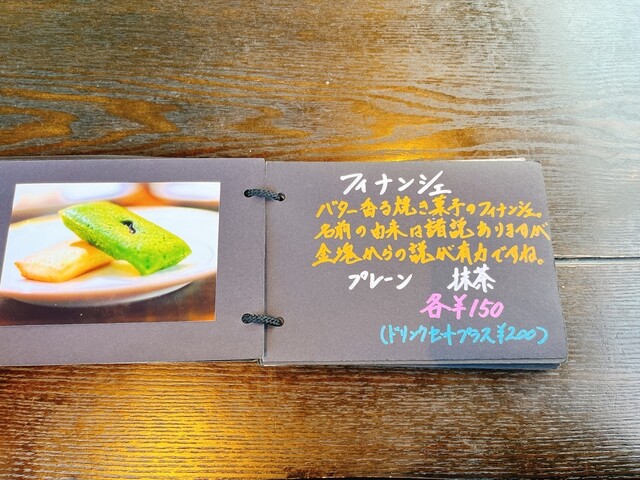 フィナンシェ
バター香る焼き菓子のフィナンシェ。
名前の由来は諸説ありますが
金塊からの説が有力ですね。
プレーン 抹茶
各¥150
(ドリンクセットプラス¥200)